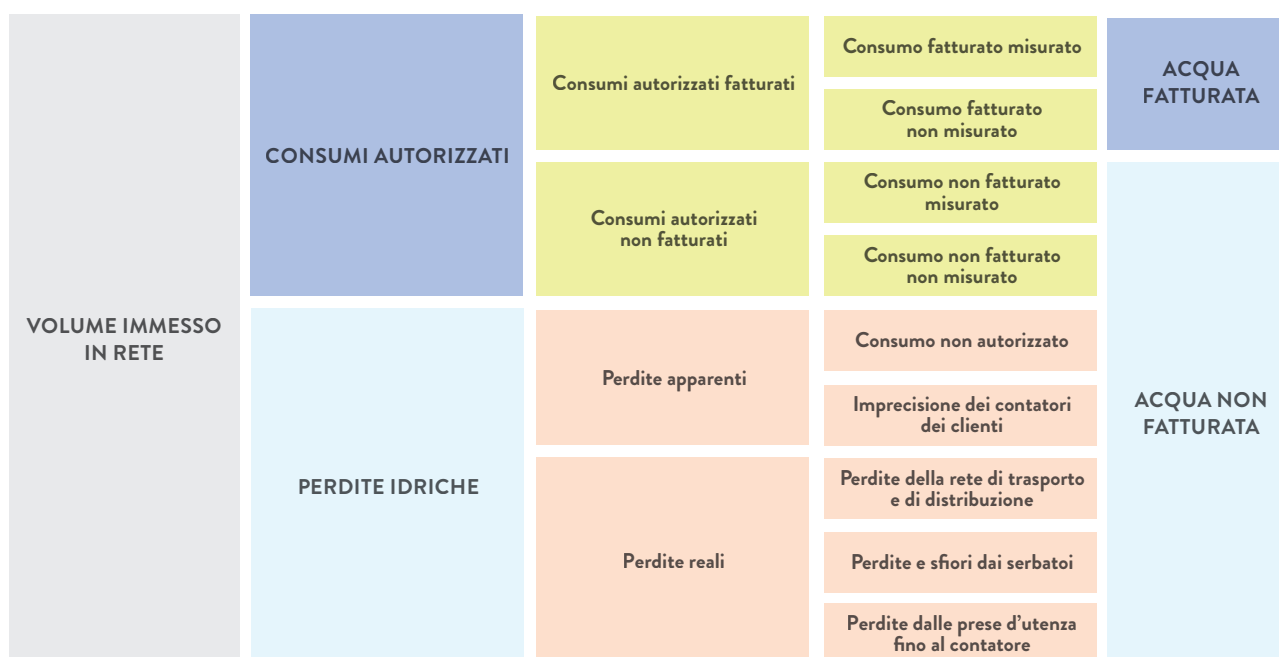 VOLUME IMMESSO
IN RETE
CONSUMI AUTORIZZATI
PERDITE IDRICHE
Consumi autorizzati fatturati
Consumi autorizzati
non fatturati
Perdite apparenti
Perdite reali
Consumo fatturato misurato
Consumo fatturato
non misurato
Consumo non fatturato
misurato
Consumo non fatturato
non misurato
Consumo non autorizzato
Imprecisione dei contatori
dei clienti
Perdite della rete di trasporto
e di distribuzione
Perdite e sfiori dai serbatoi
Perdite dalle prese d’utenza
fino al contatore
ACQUA
FATTURATA
ACQUA NON
FATTURATA